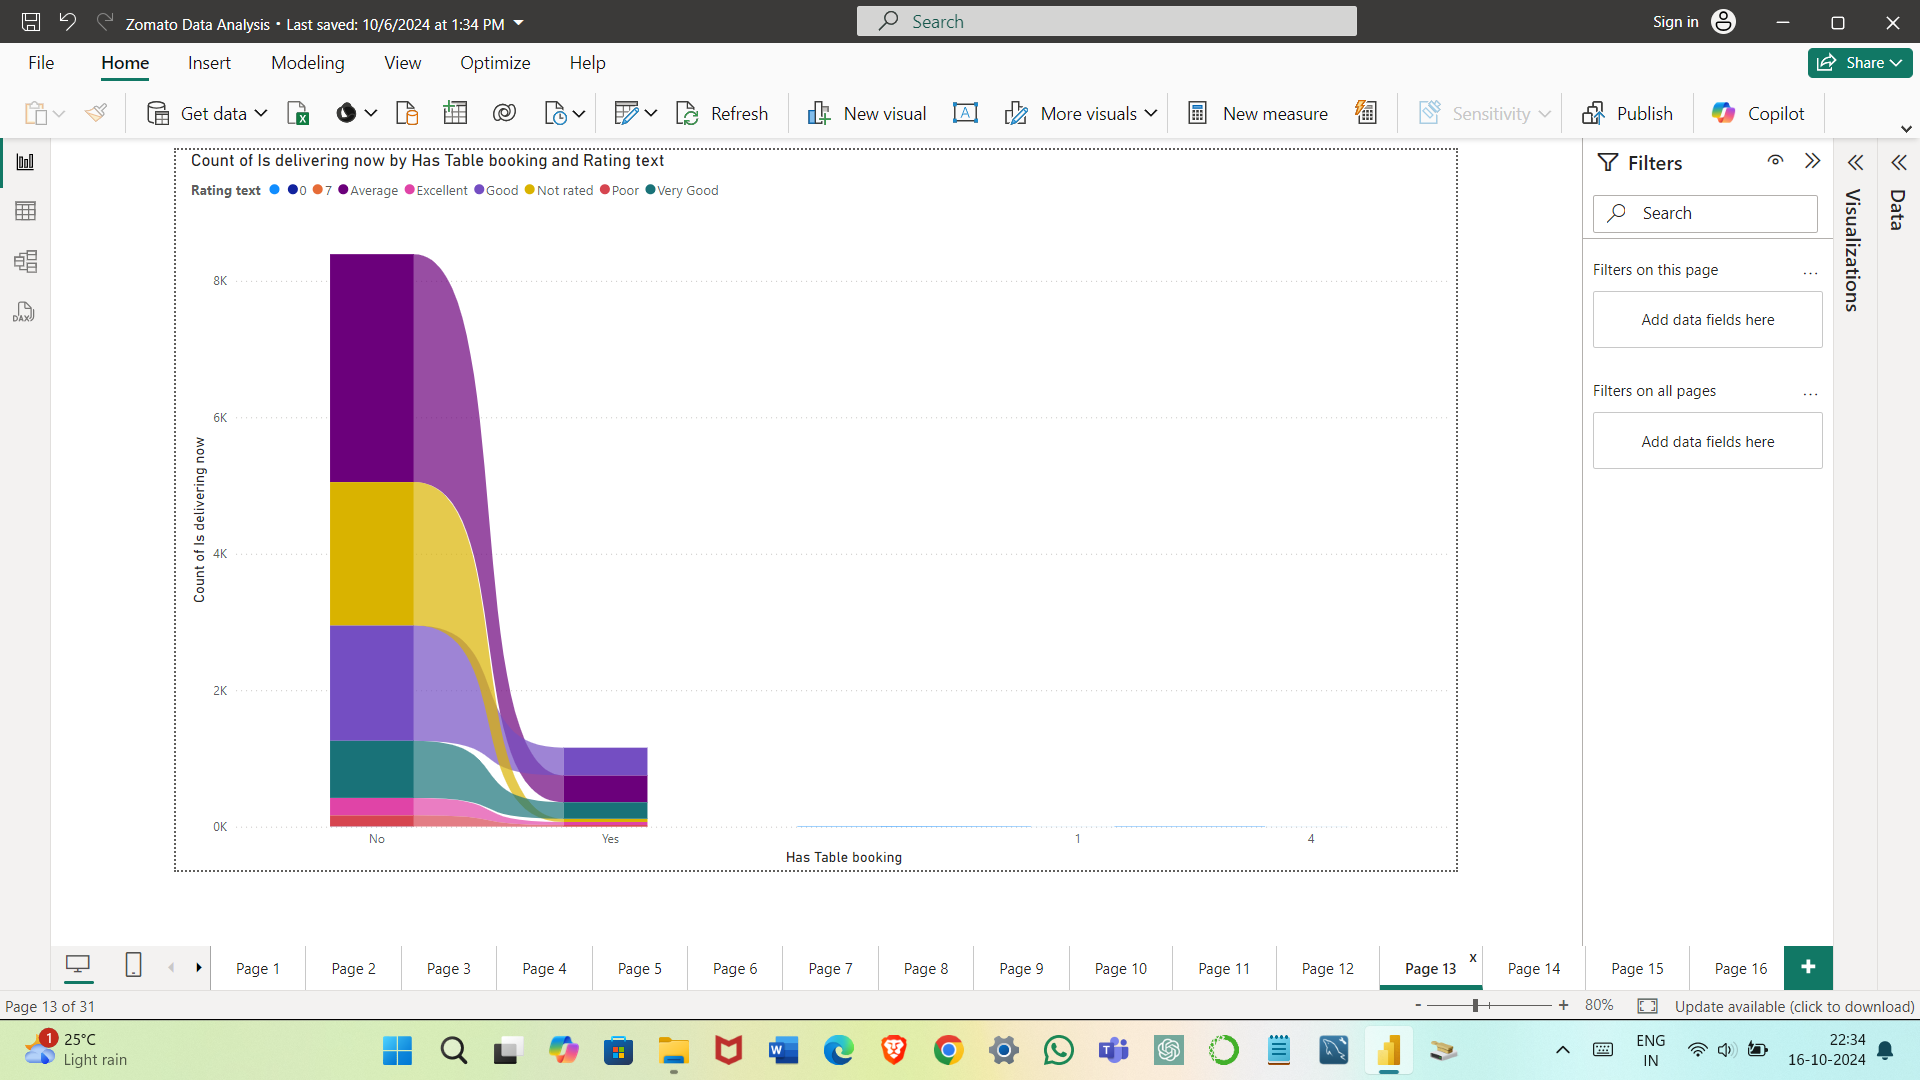 Zomato Data Analysis • Last saved: 10/6/2024 at 1:34 PM
Search
Sign in
File
Home
Insert
Modeling
View
Optimize
Help
Share
Get data
Refresh
New visual
More visuals
New measure
Sensitivity
Publish
Copilot
DAX
Count of Is delivering now by Has Table booking and Rating text
Rating text 0 7 Average Excellent Good Not rated Poor Very Good
8K
6K
4K
2K
0K
Count of Is delivering now
No
Yes
1
4
Has Table booking
Filters
Search
Filters on this page
...
Add data fields here
Filters on all pages
...
Add data fields here
Visualizations
Data
Page 1
Page 2
Page 3
Page 4
Page 5
Page 6
Page 7
Page 8
Page 9
Page 10
Page 11
Page 12
Page 13
x
Page 14
Page 15
Page 16
+
Page 13 of 31
- + 80%
Update available (click to download)
1
25°C
Light rain
ENG
IN
22:34
16-10-2024